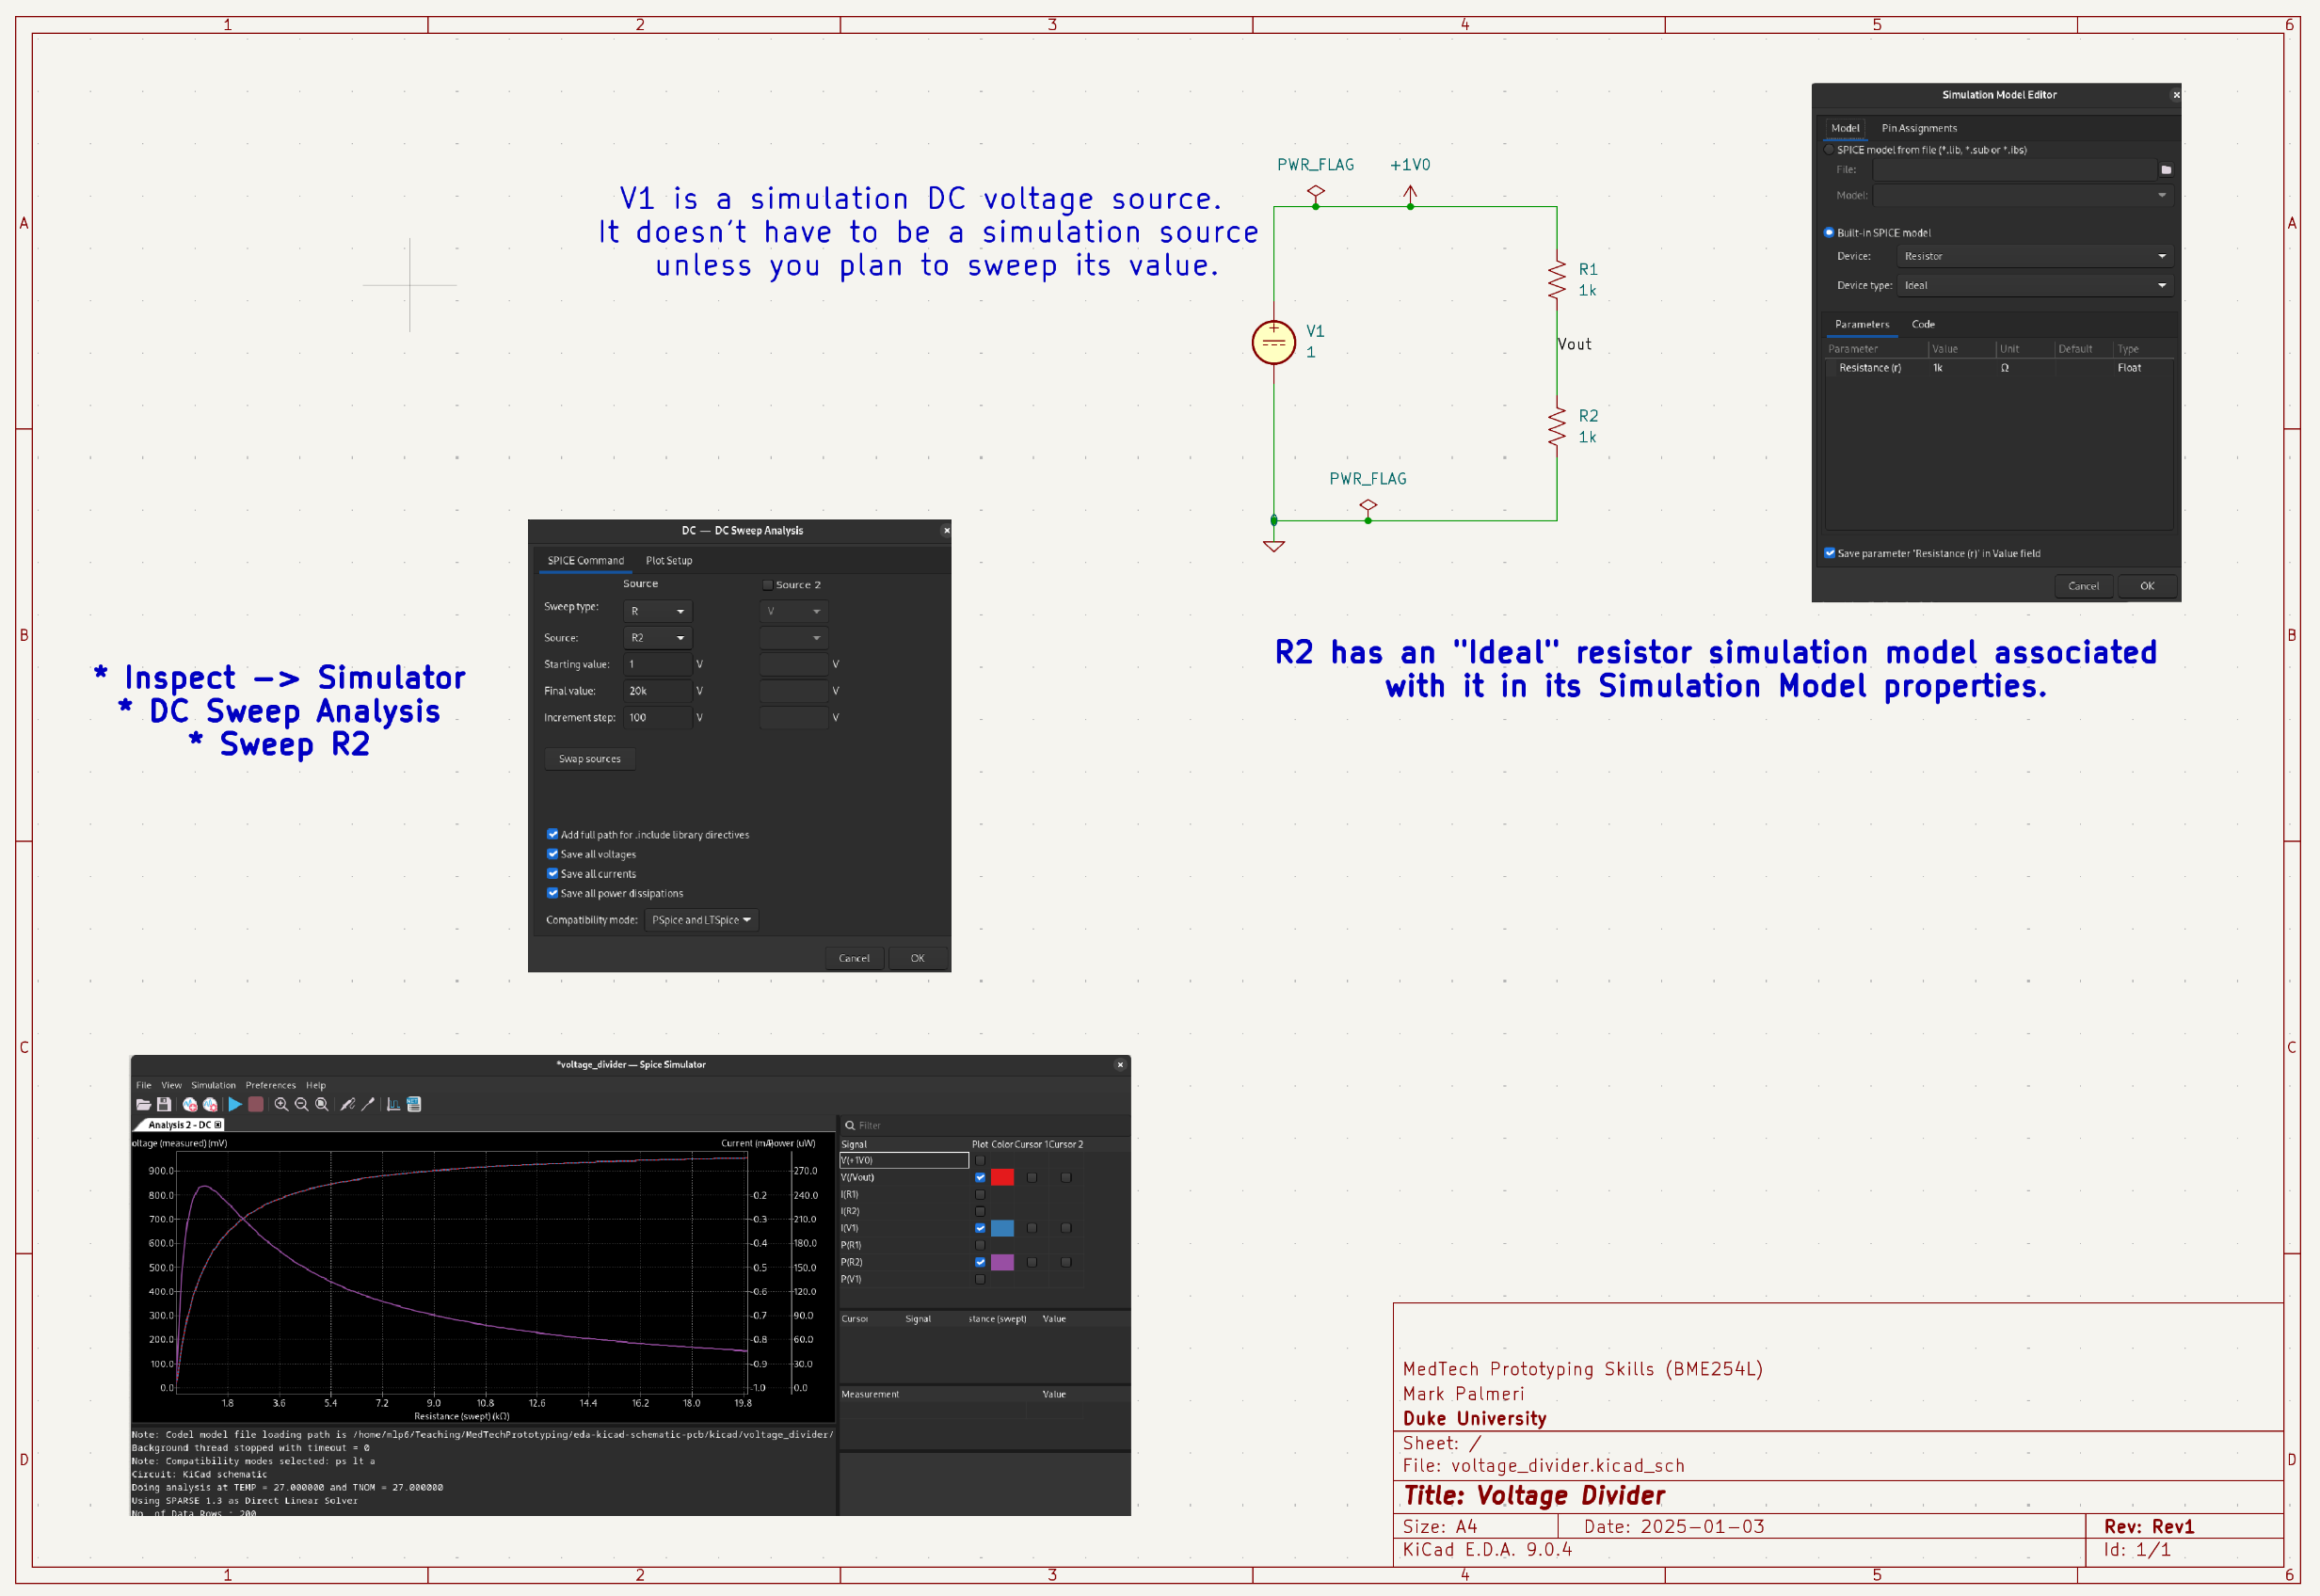 1 2 3 4 5 6
A A
B B
C C
D D
V1 is a simulation DC voltage source.
It doesn't have to be a simulation source
unless you plan to sweep its value.
PWR_FLAG +1V0
R1
1k
V1
1
Vout
R2
1k
PWR_FLAG
Simulation Model Editor
Model Pin Assignments
SPICE model from file (*.lib, *.sub or *.ibs)
File:
Model:
Built-in SPICE model
Device: Resistor
Device type: Ideal
Parameters Code
Parameter Value Unit Default Type
Resistance (r) 1k Ω Float
Save parameter 'Resistance (r)' in Value field
Cancel OK
R2 has an "Ideal" resistor simulation model associated
with it in its Simulation Model properties.
* Inspect -> Simulator
* DC Sweep Analysis
* Sweep R2
DC — DC Sweep Analysis
SPICE Command Plot Setup
Source Source 2
Sweep type: R V
Source: R2
Starting value: 1 V V
Final value: 20k V V
Increment step: 100 V V
Swap sources
Add full path for .include library directives
Save all voltages
Save all currents
Save all power dissipations
Compatibility mode: PSpice and LTSpice
Cancel OK
*voltage_divider — Spice Simulator
File View Simulation Preferences Help
Analysis 2 - DC
oltage (measured) (mV) Current (mA) Power (uW)
900.0 270.0
800.0 -0.2 240.0
700.0 -0.3 210.0
600.0 -0.4 180.0
500.0 -0.5 150.0
400.0 -0.6 120.0
300.0 -0.7 90.0
200.0 -0.8 60.0
100.0 -0.9 30.0
0.0 -1.0 0.0
1.8 3.6 5.4 7.2 9.0 10.8 12.6 14.4 16.2 18.0 19.8
Resistance (swept) (kΩ)
Filter
Signal Plot Color Cursor 1 Cursor 2
V(+1V0)
V(/Vout)
I(R1)
I(R2)
I(V1)
P(R1)
P(R2)
P(V1)
Cursor Signal stance (swept) Value
Measurement Value
Note: Codel model file loading path is /home/mlp6/Teaching/MedTechPrototyping/eda-kicad-schematic-pcb/kicad/voltage_divider/
Background thread stopped with timeout = 0
Note: Compatibility modes selected: ps lt a
Circuit: KiCad schematic
Doing analysis at TEMP = 27.000000 and TNOM = 27.000000
Using SPARSE 1.3 as Direct Linear Solver
No. of Data Rows : 200
MedTech Prototyping Skills (BME254L)
Mark Palmeri
Duke University
Sheet: /
File: voltage_divider.kicad_sch
Title: Voltage Divider
Size: A4 Date: 2025-01-03 Rev: Rev1
KiCad E.D.A. 9.0.4 Id: 1/1
1 2 3 4 5 6